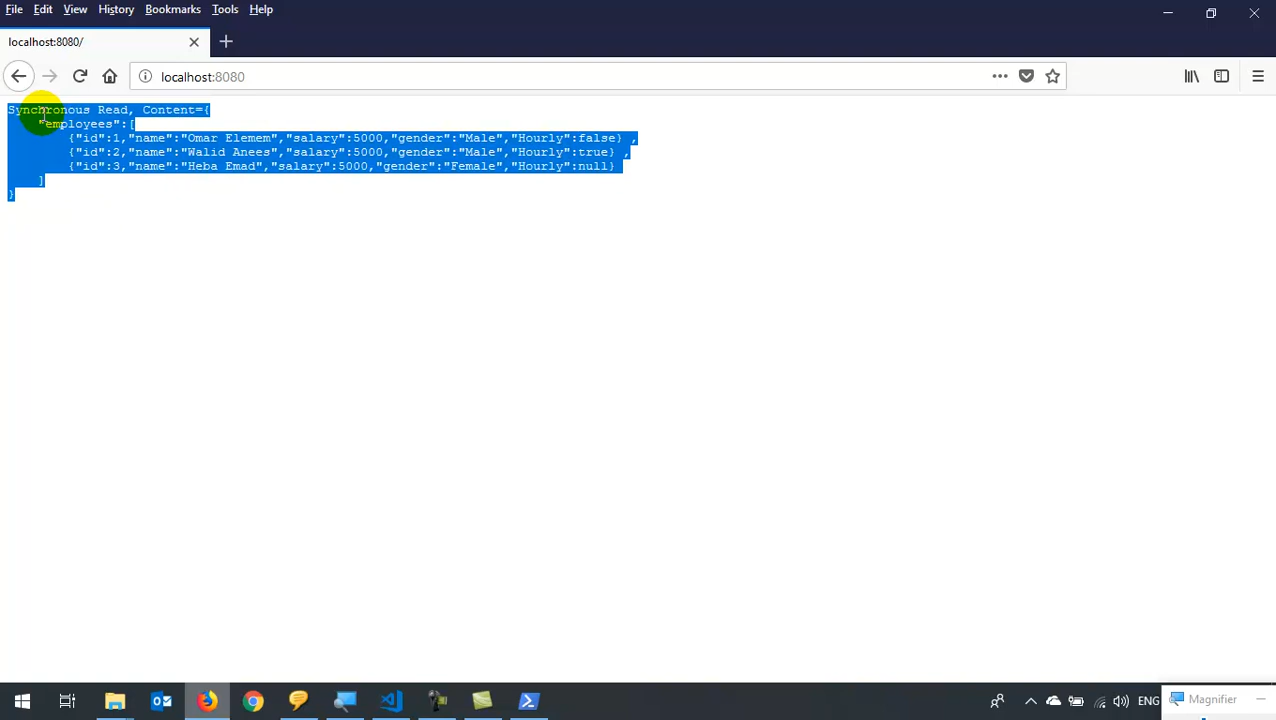 File Edit View History Bookmarks Tools Help
localhost:8080/
localhost:8080
Synchronous Read, Content={
"employees":[
{"id":1,"name":"Omar Elemem","salary":5000,"gender":"Male","Hourly":false} ,
{"id":2,"name":"Walid Anees","salary":5000,"gender":"Male","Hourly":true} ,
{"id":3,"name":"Heba Emad","salary":5000,"gender":"Female","Hourly":null}
]
}
ENG Magnifier